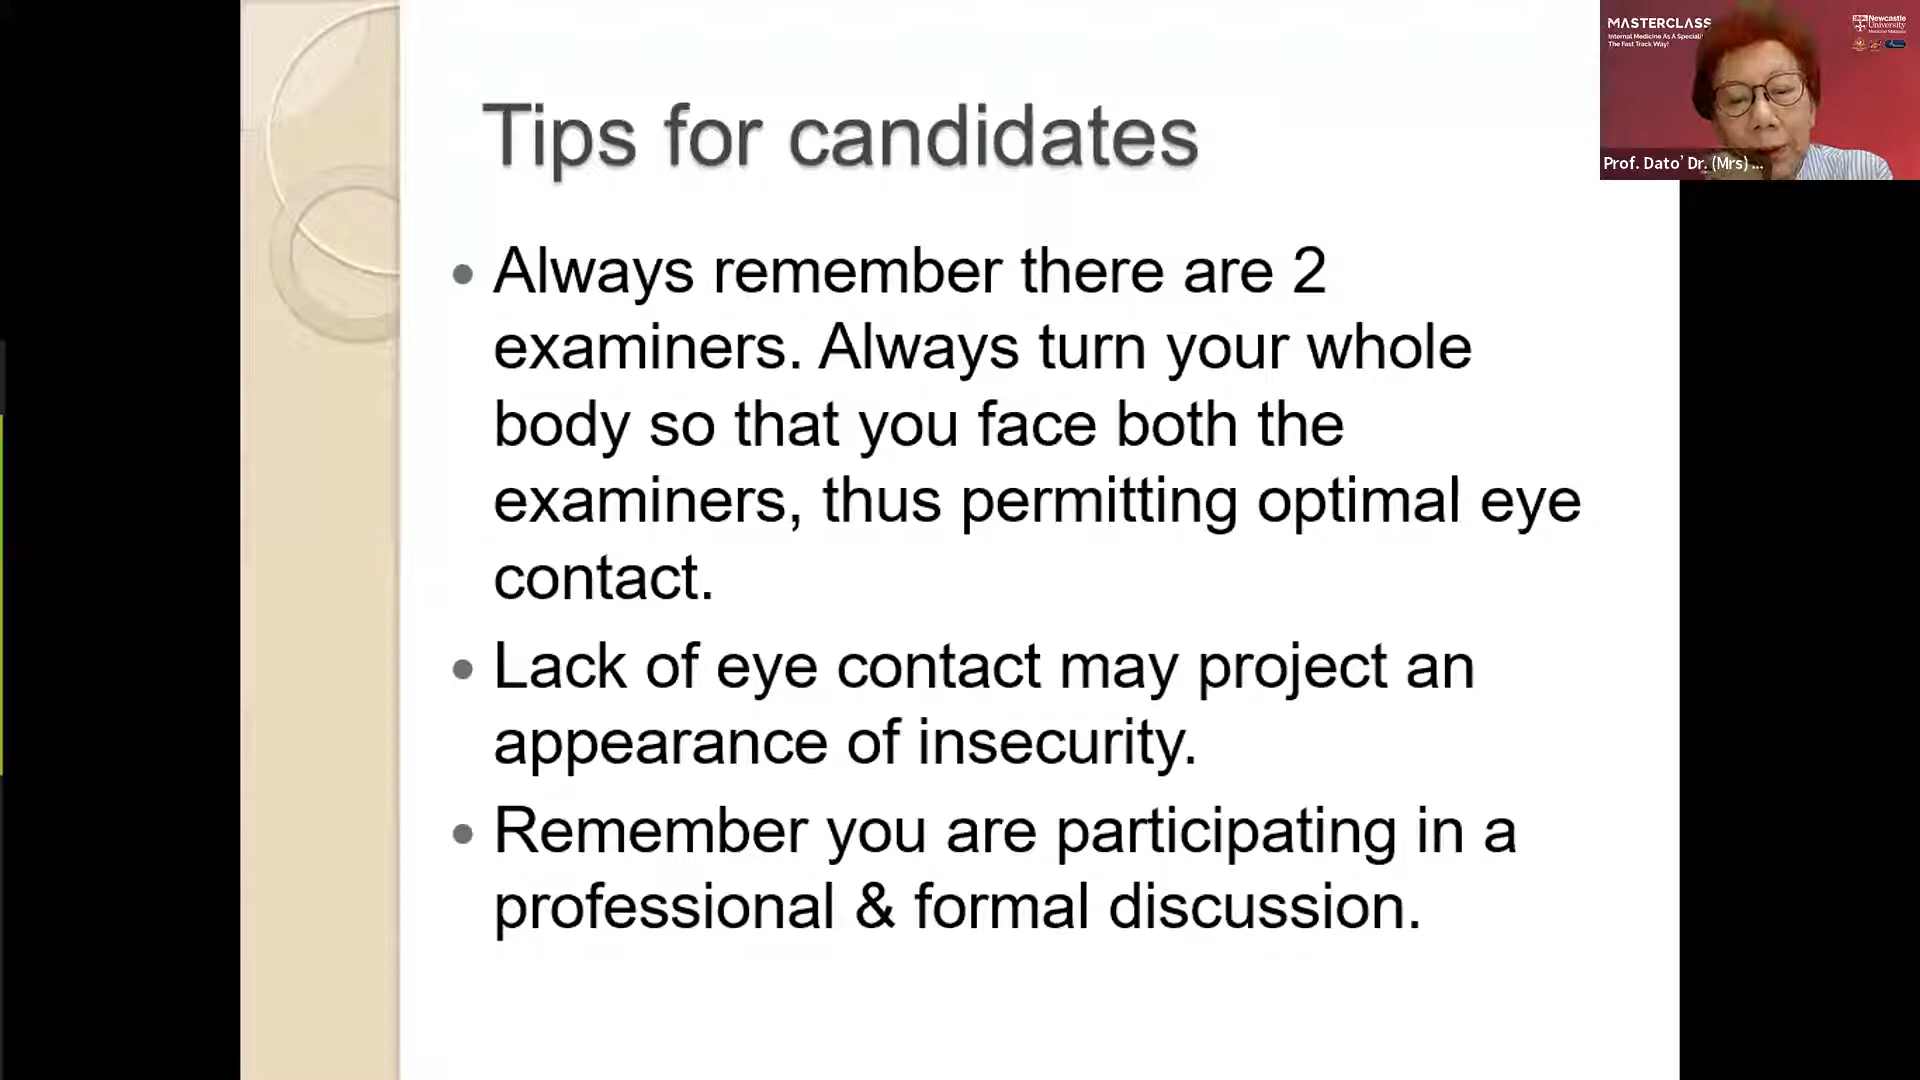 Tips for candidates
Always remember there are 2
examiners. Always turn your whole
body so that you face both the
examiners, thus permitting optimal eye
contact.
Lack of eye contact may project an
appearance of insecurity.
Remember you are participating in a
professional & formal discussion.
MASTERCLASS
Internal Medicine As A
The Fast Track Way!
Newcastle
University
Prof. Dato' Dr. (Mrs) ...